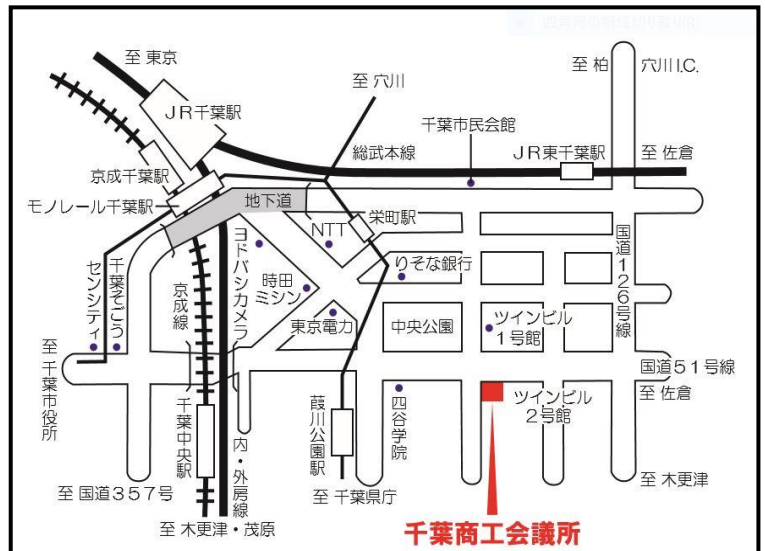 至 東京
至 柏
穴川I.C.
至 穴川
JR千葉駅
千葉市民会館
総武本線
JR東千葉駅
至 佐倉
京成千葉駅
モノレール千葉駅
地下道
栄町駅
NTT
ヨドバシカメラ
国道126号線
りそな銀行
千葉そごう
センシティ
京成線
時田
ミシン
東京電力
中央公園
ツインビル
1号館
至 千葉市役所
国道51号線
至 佐倉
千葉中央駅
内・外房線
葭川公園駅
四谷学院
ツインビル
2号館
至 国道357号
至 千葉県庁
至 木更津
至 木更津・茂原
千葉商工会議所